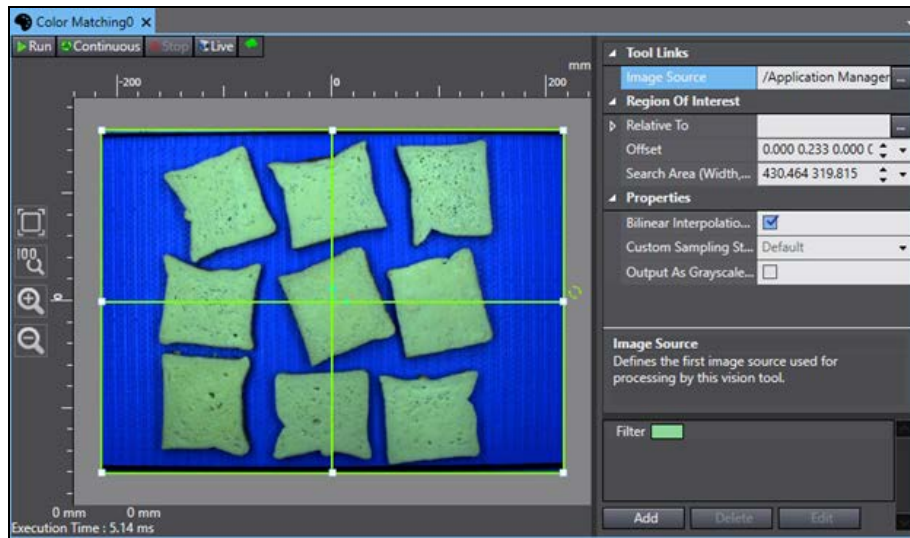 Color Matching0
Run Continuous Stop Live
mm
-200 0 200
0
100
0 mm 0 mm
Execution Time : 5.14 ms
Tool Links
Image Source /Application Manager ...
Region Of Interest
Relative To ...
Offset 0.000 0.233 0.000 0
Search Area (Width,... 430.464 319.815
Properties
Bilinear Interpolatio...
Custom Sampling St... Default
Output As Grayscale...
Image Source
Defines the first image source used for
processing by this vision tool.
Filter
Add Delete Edit